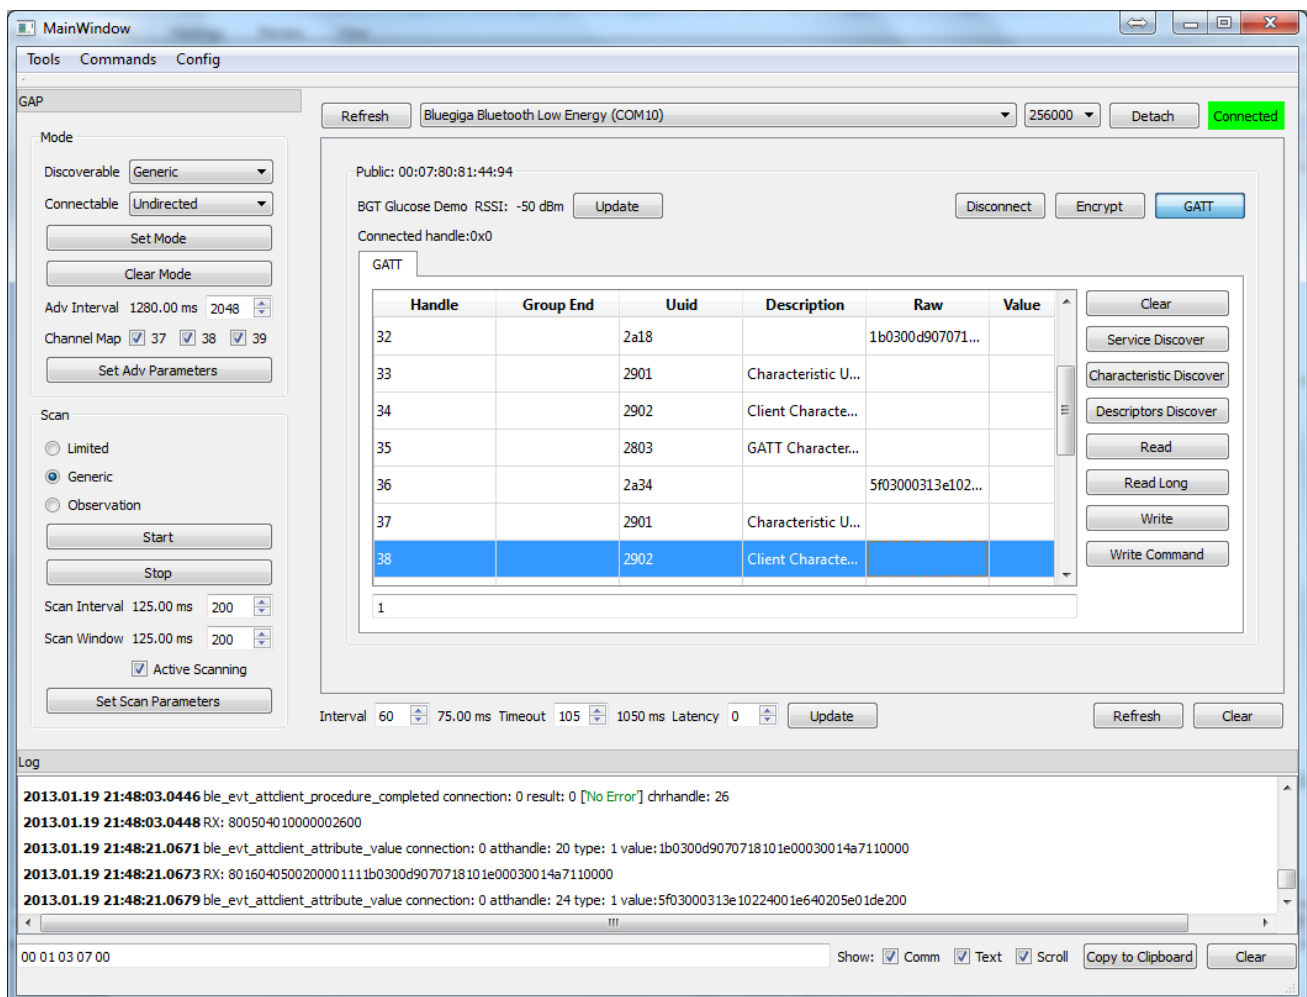 MainWindow
Tools Commands Config
GAP
Refresh Bluegiga Bluetooth Low Energy (COM10) 256000 Detach Connected
Mode
Discoverable Generic
Connectable Undirected
Set Mode
Clear Mode
Adv Interval 1280.00 ms 2048
Channel Map 37 38 39
Set Adv Parameters
Scan
Limited
Generic
Observation
Start
Stop
Scan Interval 125.00 ms 200
Scan Window 125.00 ms 200
Active Scanning
Set Scan Parameters
Public: 00:07:80:81:44:94
BGT Glucose Demo RSSI: -50 dBm Update Disconnect Encrypt GATT
Connected handle:0x0
GATT
Handle Group End Uuid Description Raw Value
32 2a18 1b0300d907071...
33 2901 Characteristic U...
34 2902 Client Characte...
35 2803 GATT Character...
36 2a34 5f03000313e102...
37 2901 Characteristic U...
38 2902 Client Characte...
1
Clear
Service Discover
Characteristic Discover
Descriptors Discover
Read
Read Long
Write
Write Command
Interval 60 75.00 ms Timeout 105 1050 ms Latency 0 Update Refresh Clear
Log
2013.01.19 21:48:03.0446 ble_evt_attclient_procedure_completed connection: 0 result: 0 ['No Error'] chrhandle: 26
2013.01.19 21:48:03.0448 RX: 800504010000002600
2013.01.19 21:48:21.0671 ble_evt_attclient_attribute_value connection: 0 atthandle: 20 type: 1 value:1b0300d9070718101e00030014a7110000
2013.01.19 21:48:21.0673 RX: 8016040500200001111b0300d9070718101e00030014a7110000
2013.01.19 21:48:21.0679 ble_evt_attclient_attribute_value connection: 0 atthandle: 24 type: 1 value:5f03000313e10224001e640205e01de200
00 01 03 07 00 Show: Comm Text Scroll Copy to Clipboard Clear